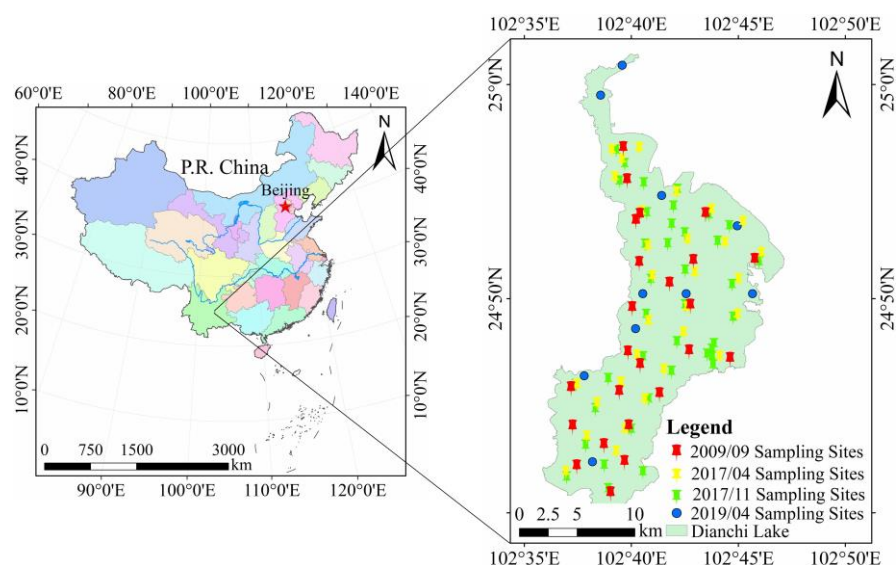 102°35'E 102°40'E 102°45'E 102°50'E
60°0'E 80°0'E 100°0'E 120°0'E 140°0'E
N
P.R. China
Beijing
40°0'N
30°0'N
20°0'N
10°0'N
40°0'N
30°0'N
20°0'N
10°0'N
0 750 1500 3000
km
90°0'E 100°0'E 110°0'E 120°0'E
N
25°0'N
24°50'N
25°0'N
24°50'N
Legend
2009/09 Sampling Sites
2017/04 Sampling Sites
2017/11 Sampling Sites
2019/04 Sampling Sites
Dianchi Lake
0 2.5 5 10
km
102°35'E 102°40'E 102°45'E 102°50'E